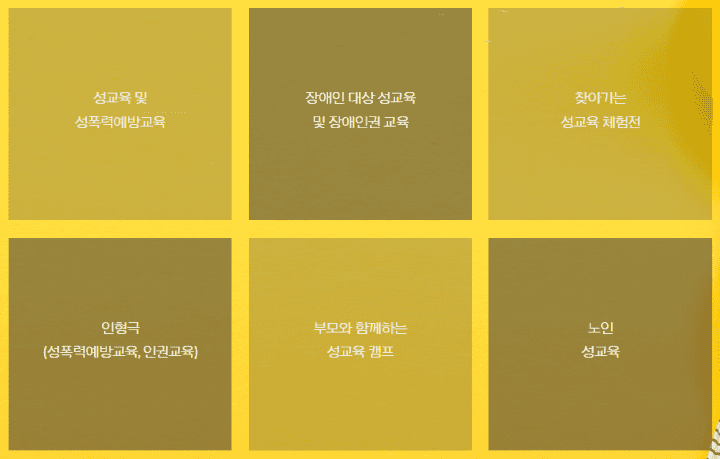 성교육 및
성폭력예방교육
장애인 대상 성교육
및 장애인권 교육
찾아가는
성교육 체험전
인형극
(성폭력예방교육, 인권교육)
부모와 함께하는
성교육 캠프
노인
성교육